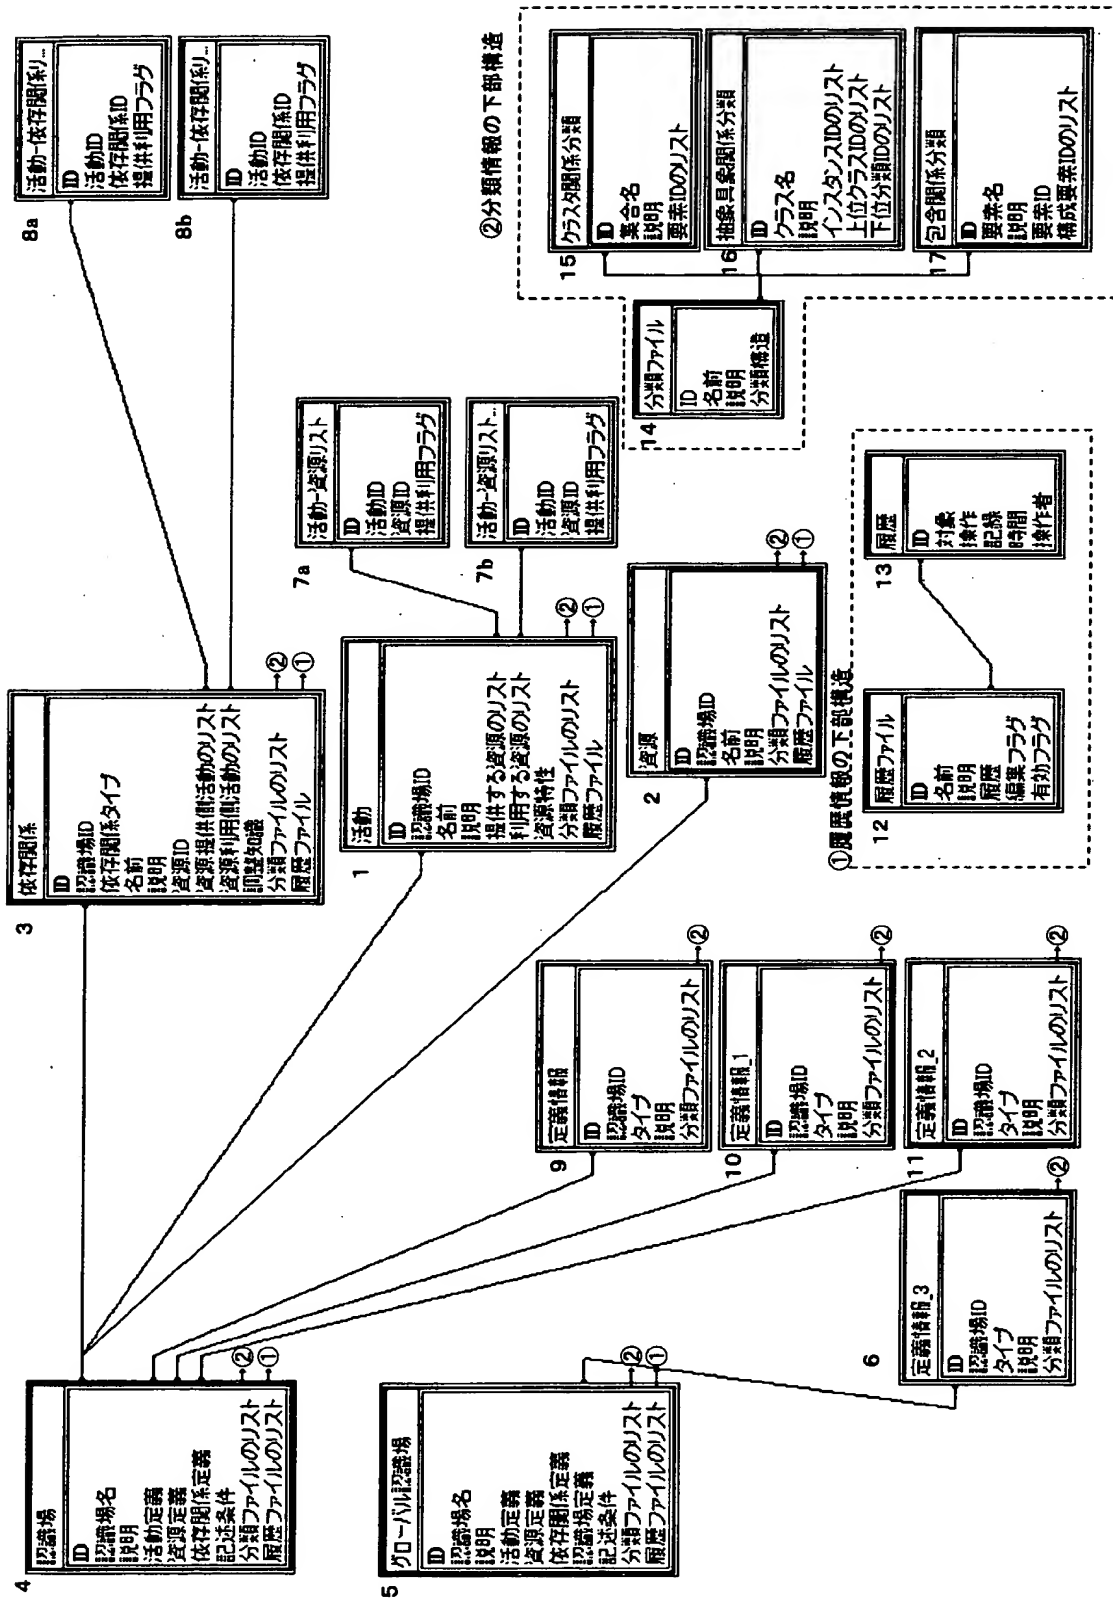 4
認識場
ID
認識場名
説明
活動定義
資源定義
依存関係定義
記述条件
分類ファイルのリスト
履歴ファイルのリスト
②
①
5
グローバル認識場
ID
認識場名
説明
活動定義
資源定義
依存関係定義
認識場定義
記述条件
分類ファイルのリスト
履歴ファイルのリスト
②
①
3
依存関係
ID
認識場ID
依存関係タイプ
名前
説明
資源ID
資源提供側活動のリスト
資源利用側活動のリスト
調整知識
分類ファイルのリスト
履歴ファイル
②
①
1
活動
ID
認識場ID
名前
説明
提供する資源のリスト
利用する資源のリスト
資源特性
分類ファイルのリスト
履歴ファイル
②
①
2
資源
ID
認識場ID
名前
説明
分類ファイルのリスト
履歴ファイル
②
①
9
定義情報
ID
認識場ID
タイプ
説明
分類ファイルのリスト
②
10
定義情報_1
ID
認識場ID
タイプ
説明
分類ファイルのリスト
②
11
定義情報_2
ID
認識場ID
タイプ
説明
分類ファイルのリスト
②
6
定義情報_3
ID
認識場ID
タイプ
説明
分類ファイルのリスト
②
8a
活動-依存関係リ...
ID
活動ID
依存関係ID
提供利用フラグ
8b
活動-依存関係リ...
ID
活動ID
依存関係ID
提供利用フラグ
7a
活動-資源リスト
ID
活動ID
資源ID
提供利用フラグ
7b
活動-資源リスト...
ID
活動ID
資源ID
提供利用フラグ
①履歴情報の下部構造
12
履歴ファイル
ID
名前
説明
履歴
編集フラグ
有効フラグ
13
履歴
ID
対象
操作
記録
時間
操作者
②分類情報の下部構造
14
分類ファイル
ID
名前
説明
分類構造
15
クラスタ関係分類
ID
集合名
説明
要素IDのリスト
16
抽象具象関係分類
ID
クラス名
説明
インスタンスIDのリスト
上位クラスIDのリスト
下位分類IDのリスト
17
包含関係分類
ID
要素名
説明
要素ID
構成要素IDのリスト